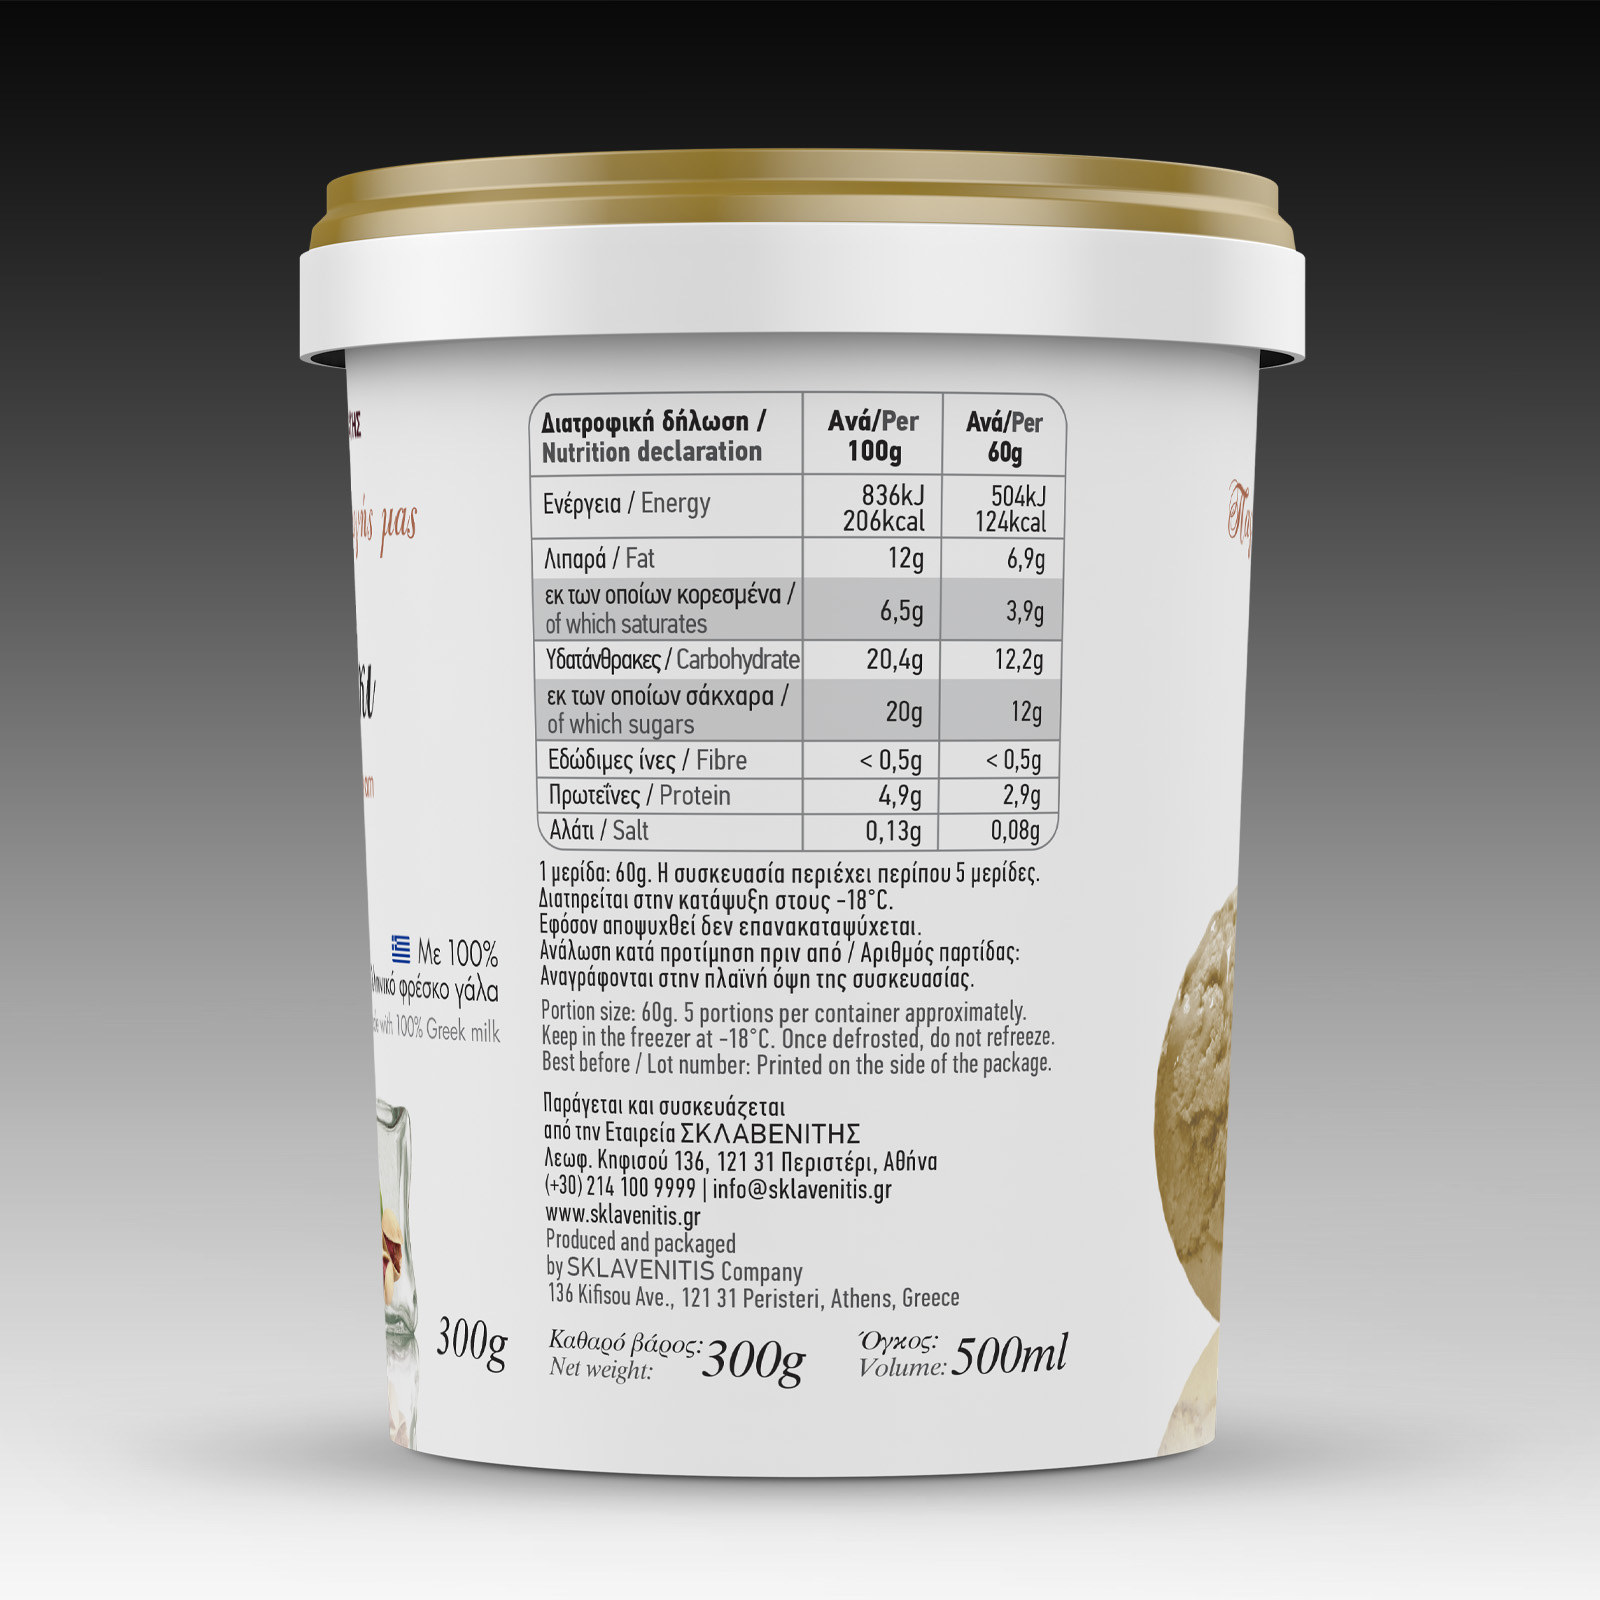 Διατροφική δήλωση / Ανά/Per Ανά/Per
Nutrition declaration 100g 60g
Ενέργεια / Energy 836kJ 504kJ
206kcal 124kcal
Λιπαρά / Fat 12g 6,9g
εκ των οποίων κορεσμένα /
of which saturates 6,5g 3,9g
Υδατάνθρακες / Carbohydrate 20,4g 12,2g
εκ των οποίων σάκχαρα /
of which sugars 20g 12g
Εδώδιμες ίνες / Fibre < 0,5g < 0,5g
Πρωτεΐνες / Protein 4,9g 2,9g
Αλάτι / Salt 0,13g 0,08g
1 μερίδα: 60g. Η συσκευασία περιέχει περίπου 5 μερίδες.
Διατηρείται στην κατάψυξη στους -18°C.
Εφόσον αποψυχθεί δεν επανακαταψύχεται.
Ανάλωση κατά προτίμηση πριν από / Αριθμός παρτίδας:
Αναγράφονται στην πλαϊνή όψη της συσκευασίας.
Portion size: 60g. 5 portions per container approximately.
Keep in the freezer at -18°C. Once defrosted, do not refreeze.
Best before / Lot number: Printed on the side of the package.
Παράγεται και συσκευάζεται
από την Εταιρεία ΣΚΛΑΒΕΝΙΤΗΣ
Λεωφ. Κηφισού 136, 121 31 Περιστέρι, Αθήνα
(+30) 214 100 9999 | info@sklavenitis.gr
www.sklavenitis.gr
Produced and packaged
by SKLAVENITIS Company
136 Kifisou Ave., 121 31 Peristeri, Athens, Greece
Καθαρό βάρος: 300g
Net weight:
Όγκος: 500ml
Volume:
μας
Με 100%
φρέσκο γάλα
with 100% Greek milk
300g